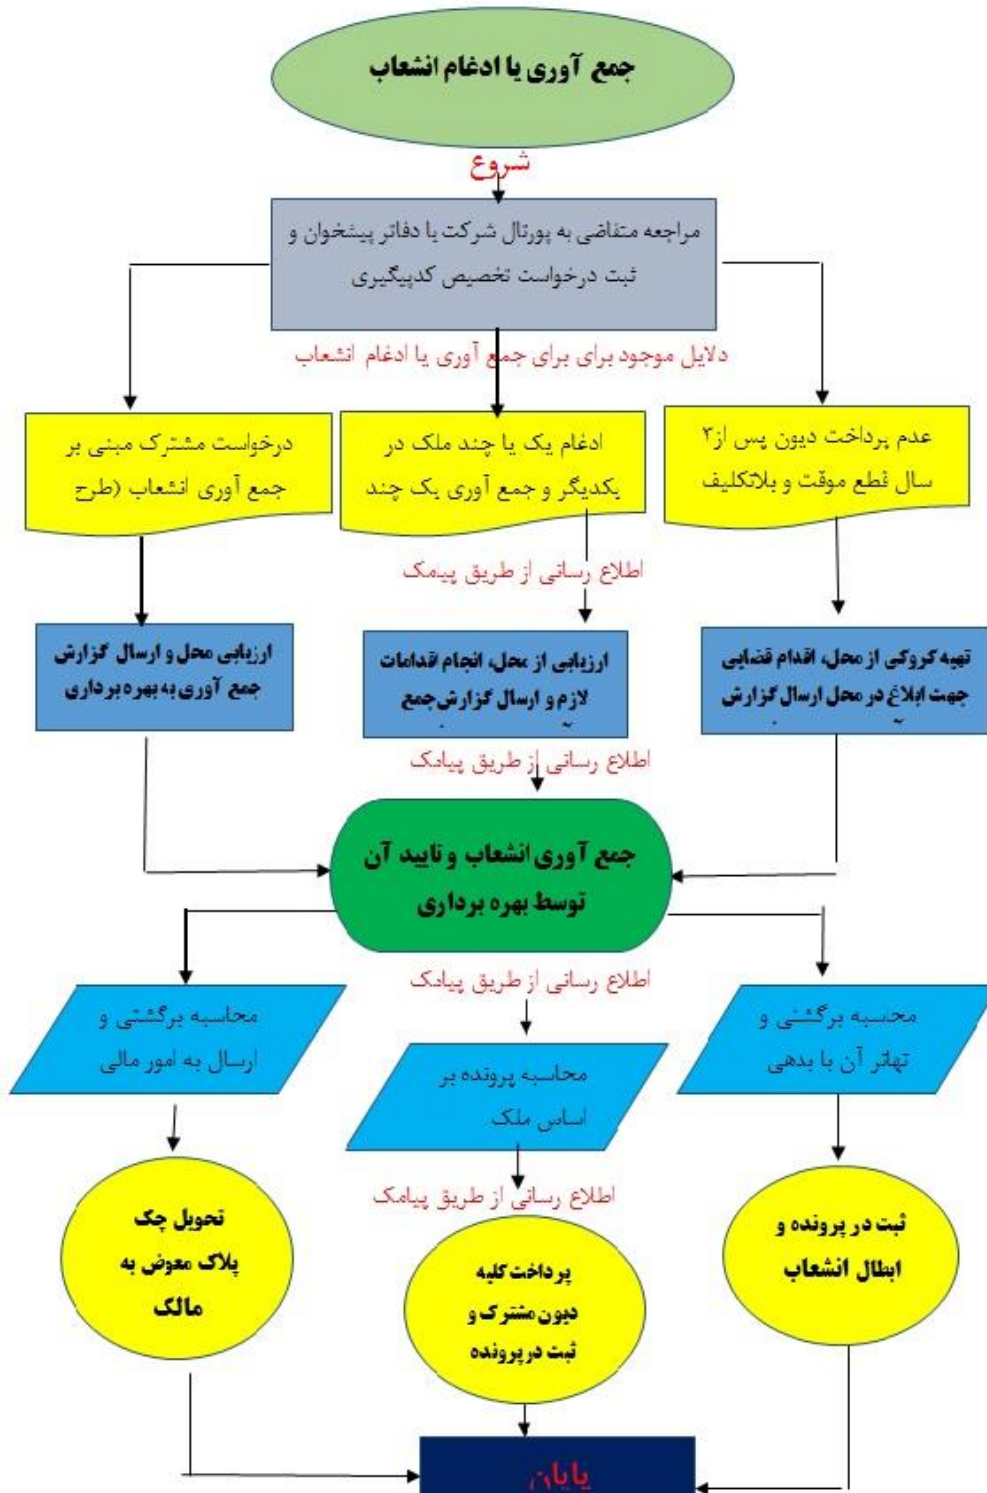 جمع آوری یا ادغام انشعاب
شروع
مراجعه متقاضی به پورتال شرکت یا دفاتر پیشخوان و
ثبت درخواست تخصیص کدپیگیری
دلایل موجود برای برای جمع آوری یا ادغام انشعاب
عدم پرداخت دیون پس از۳
سال قطع موقت و بلاتکلیف
ادغام یک یا چند ملک در
یکدیگر و جمع آوری یک چند
درخواست مشترک مبنی بر
جمع آوری انشعاب (طرح
اطلاع رسانی از طریق پیامک
تهیه کروکی از محل، اقدام قضایی
جهت ابلاغ در محل ارسال گزارش
ارزیابی از محل، انجام اقدامات
لازم و ارسال گزارش جمع
ارزیابی محل و ارسال گزارش
جمع آوری به بهره برداری
اطلاع رسانی از طریق پیامک
جمع آوری انشعاب و تایید آن
توسط بهره برداری
اطلاع رسانی از طریق پیامک
محاسبه برگشتی و
تهاتر آن با بدهی
محاسبه پرونده بر
اساس ملک
محاسبه برگشتی و
ارسال به امور مالی
اطلاع رسانی از طریق پیامک
ثبت در پرونده و
ابطال انشعاب
پرداخت کلیه
دیون مشترک و
ثبت درپرونده
تحویل چک
پلاک معوض به
مالک
پایان